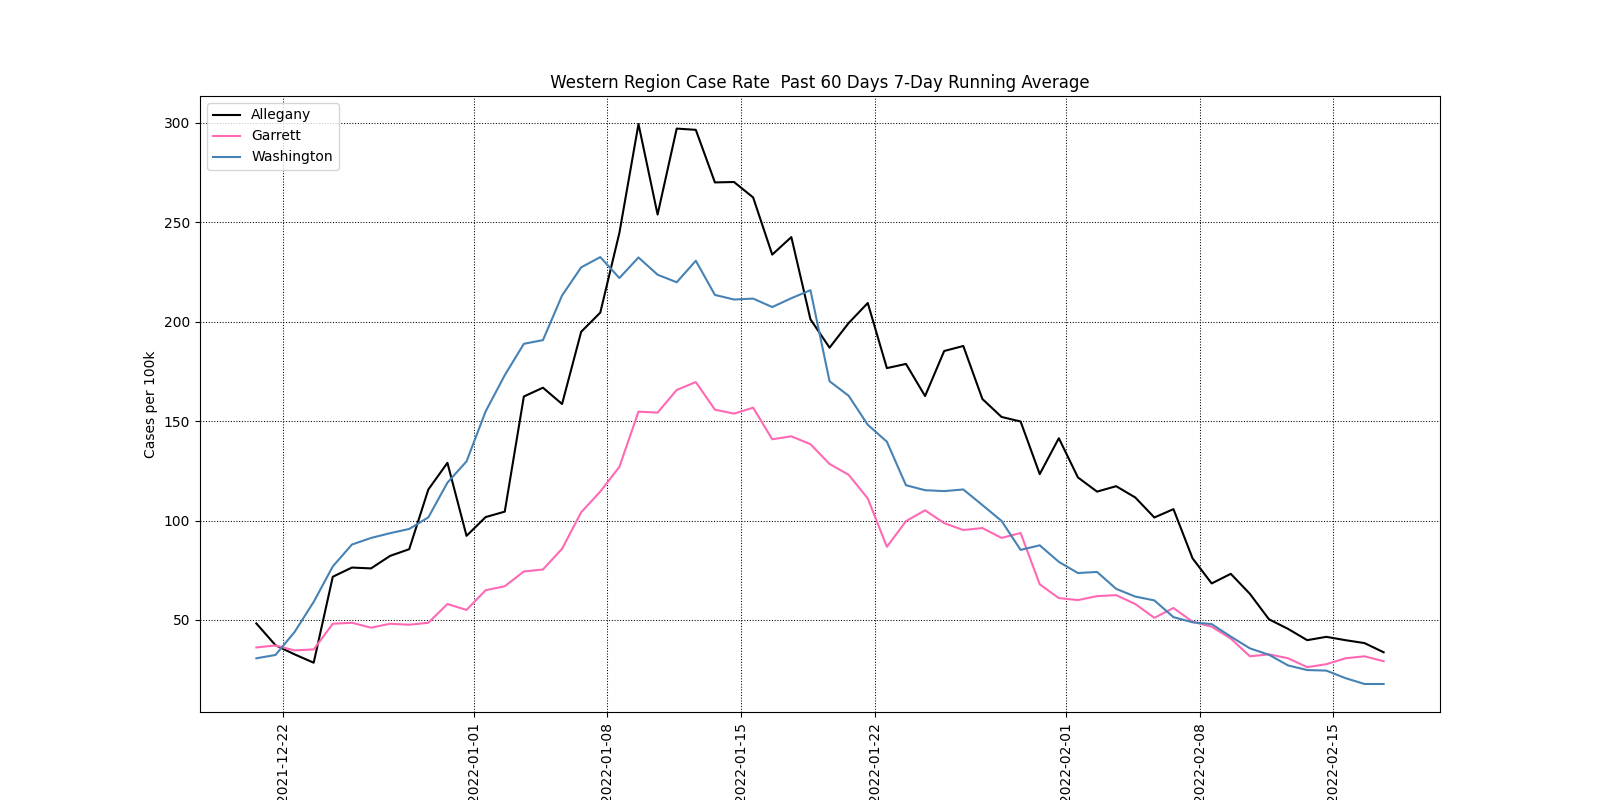 Western Region Case Rate  Past 60 Days 7-Day Running Average
Allegany
Garrett
Washington
300
250
200
150
100
50
Cases per 100k
2021-12-22
2022-01-01
2022-01-08
2022-01-15
2022-01-22
2022-02-01
2022-02-08
2022-02-15